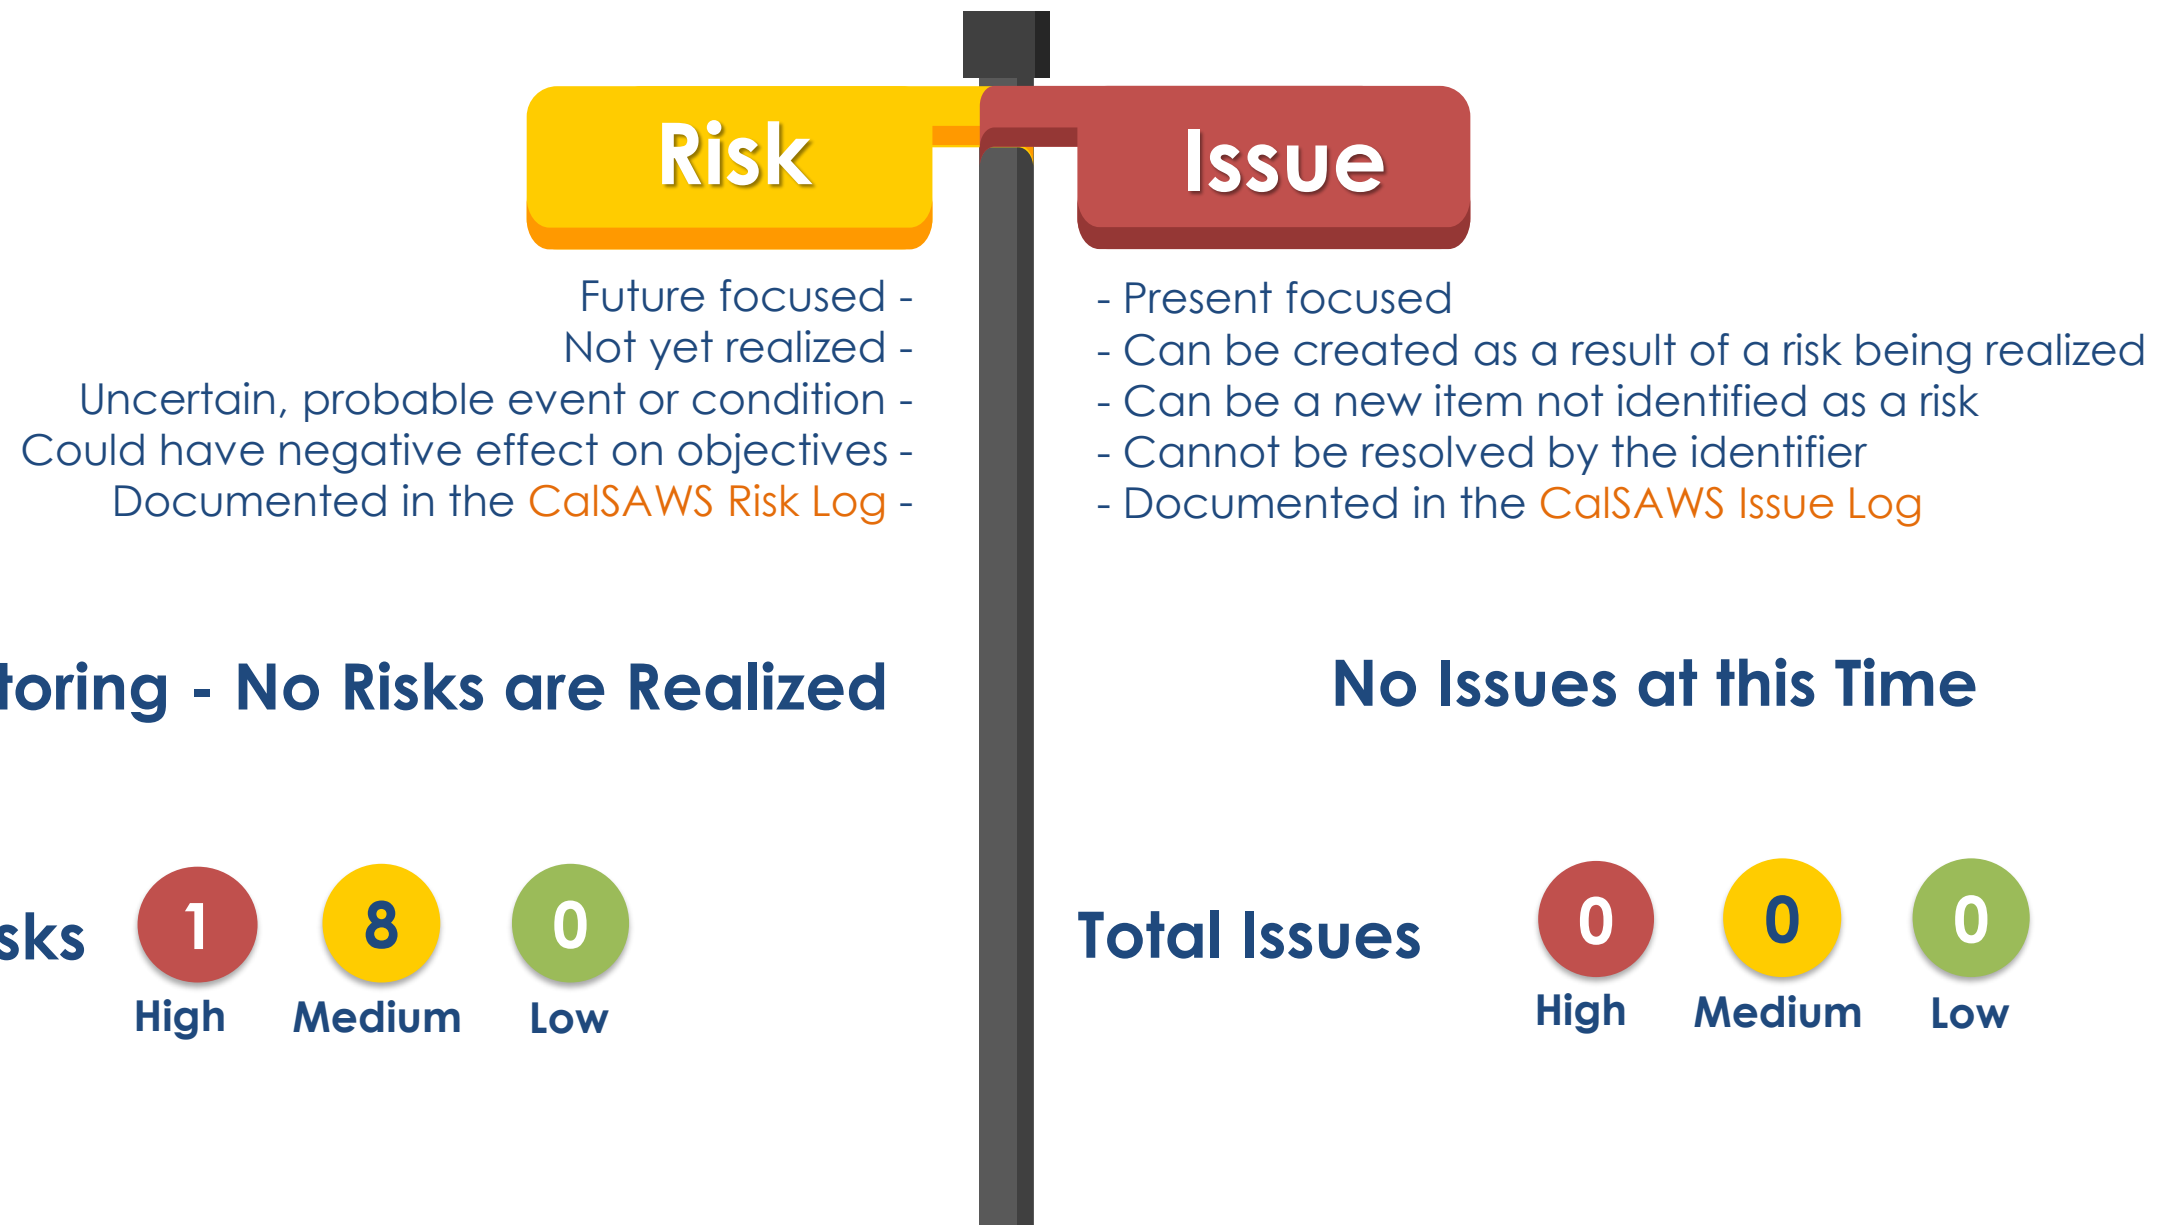 Risk
Future focused -
Not yet realized -
Uncertain, probable event or condition -
Could have negative effect on objectives -
Documented in the CalSAWS Risk Log -
- No Risks are Realized
1
8
0
High
Medium
Low
Issue
- Present focused
- Can be created as a result of a risk being realized
- Can be a new item not identified as a risk
- Cannot be resolved by the identifier
- Documented in the CalSAWS Issue Log
No Issues at this Time
Total Issues
0
0
0
High
Medium
Low